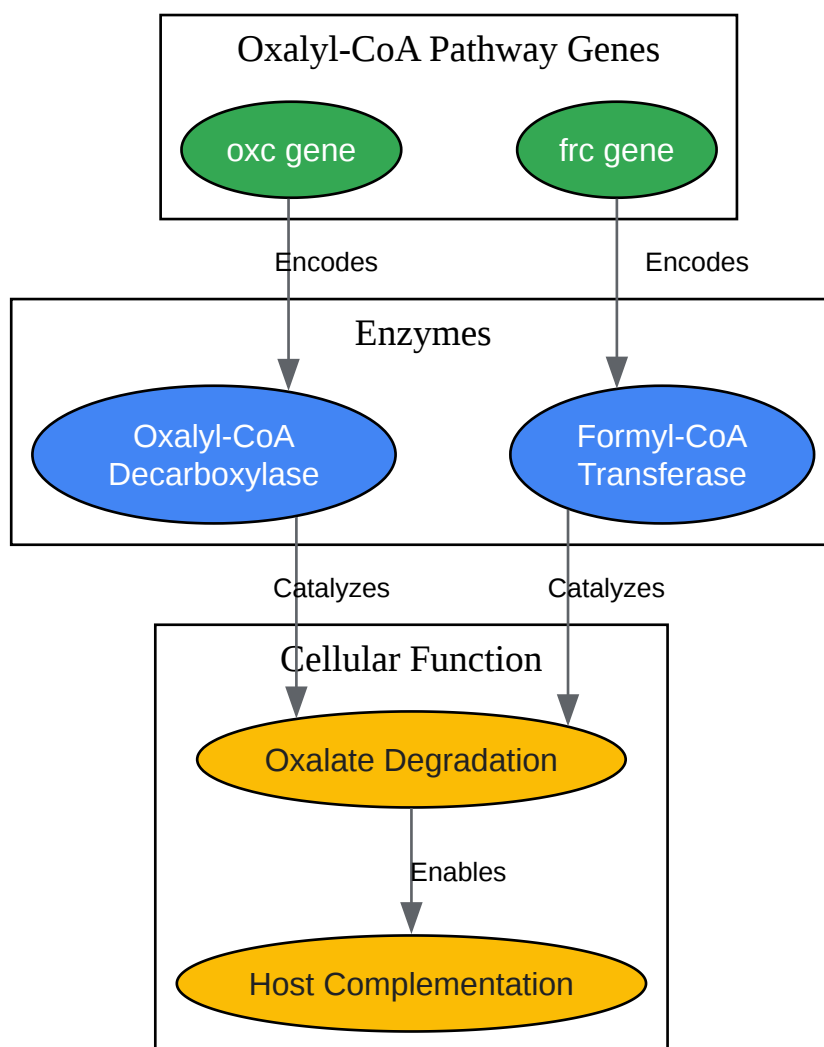 Oxalyl-CoA Pathway Genes
oxc gene
frc gene
Encodes
Encodes
Enzymes
Oxalyl-CoA
Decarboxylase
Formyl-CoA
Transferase
Catalyzes
Catalyzes
Cellular Function
Oxalate Degradation
Enables
Host Complementation